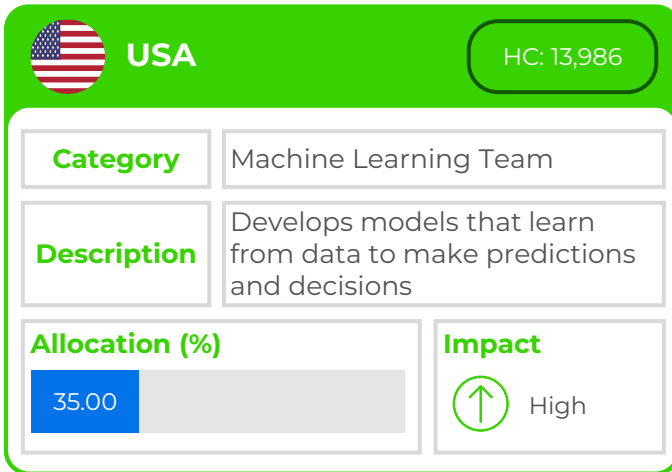 USA
HC: 13,986
Category
Machine Learning Team
Description
Develops models that learn
from data to make predictions
and decisions
Allocation (%)
35.00
Impact
High